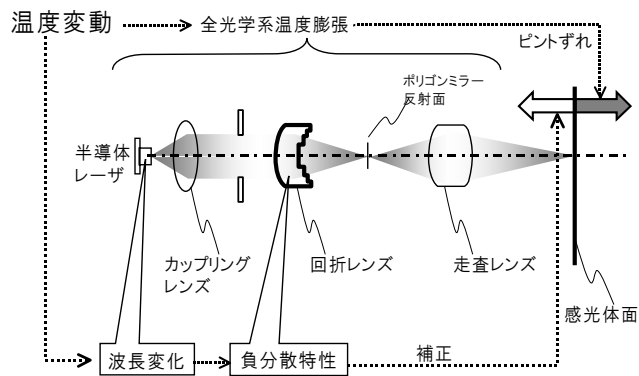 温度変動
全光学系温度膨張
ピントずれ
ポリゴンミラー
反射面
半導体
レーザ
カップリング
レンズ
回折レンズ
走査レンズ
感光体面
波長変化
負分散特性
補正